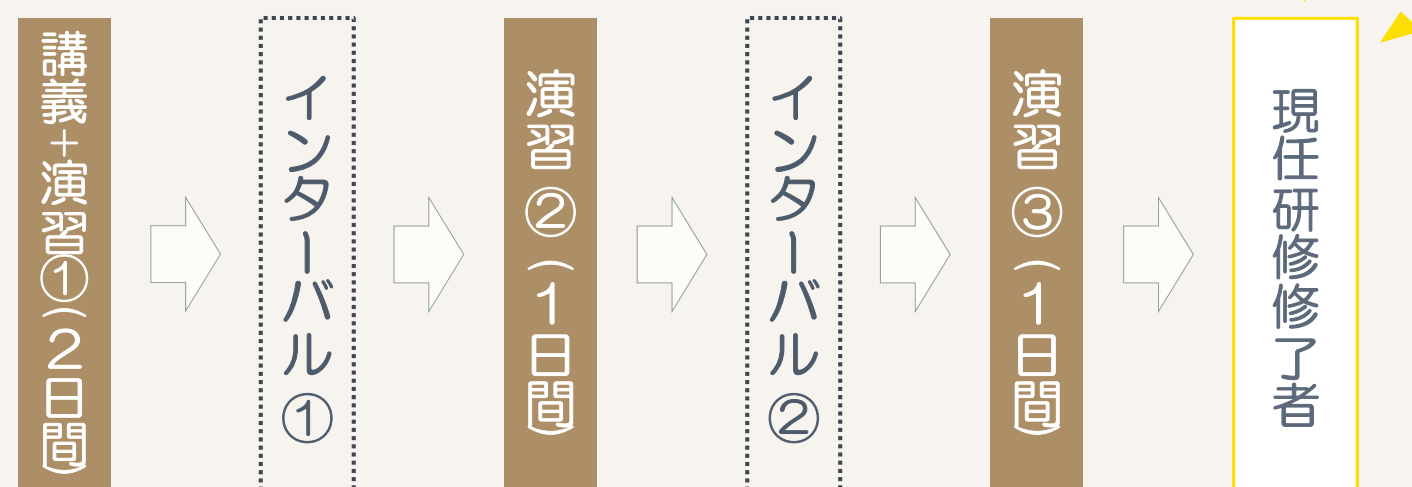 講義＋演習①（２日間）
インターバル①
演習②（１日間）
インターバル②
演習③（１日間）
現任研修修了者